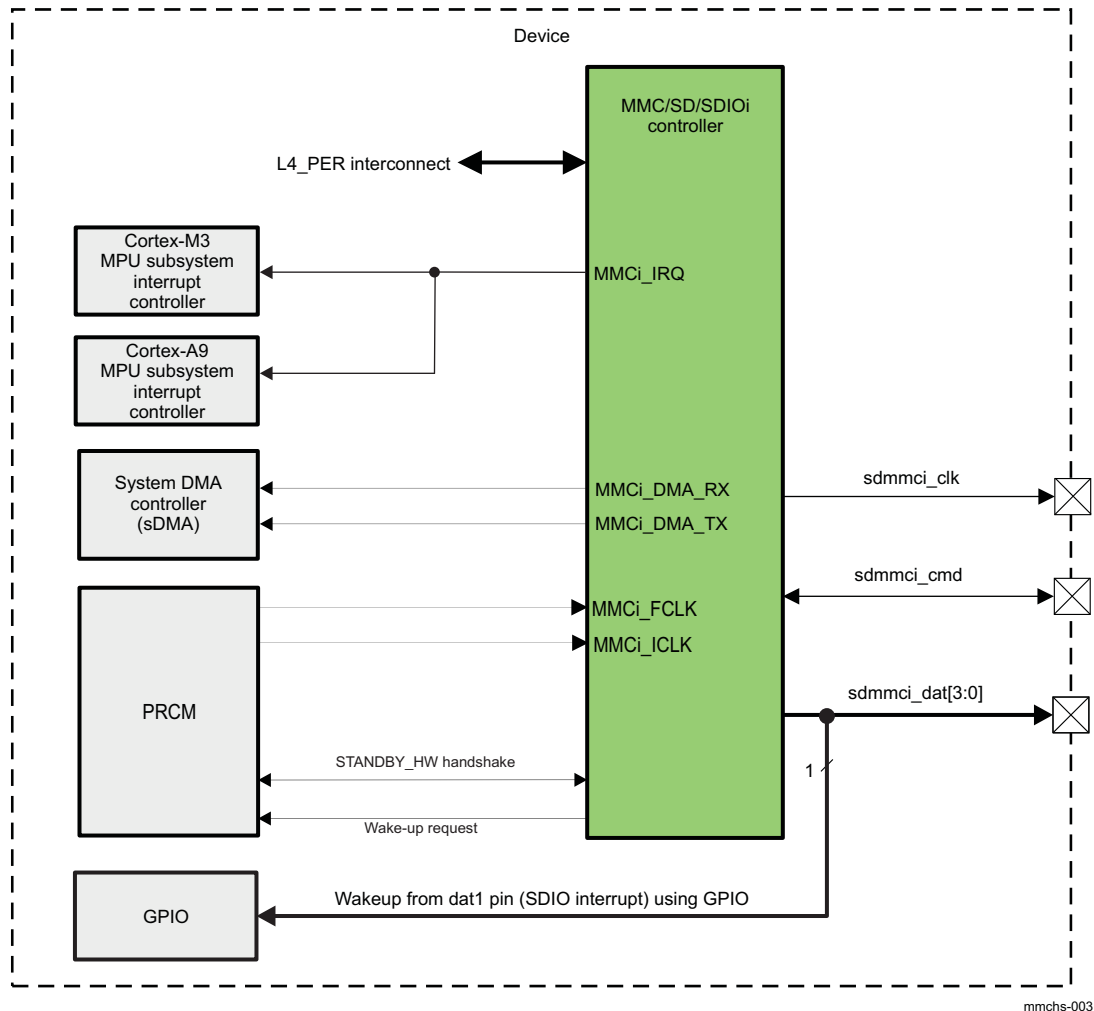 Device
MMC/SD/SDIOi
controller
L4_PER interconnect
Cortex-M3
MPU subsystem
interrupt
controller
MMCi_IRQ
Cortex-A9
MPU subsystem
interrupt
controller
System DMA
controller
(sDMA)
MMCi_DMA_RX
MMCi_DMA_TX
sdmmci_clk
sdmmci_cmd
MMCi_FCLK
MMCi_ICLK
PRCM
sdmmci_dat[3:0]
STANDBY_HW handshake
1
Wake-up request
Wakeup from dat1 pin (SDIO interrupt) using GPIO
GPIO
mmchs-003